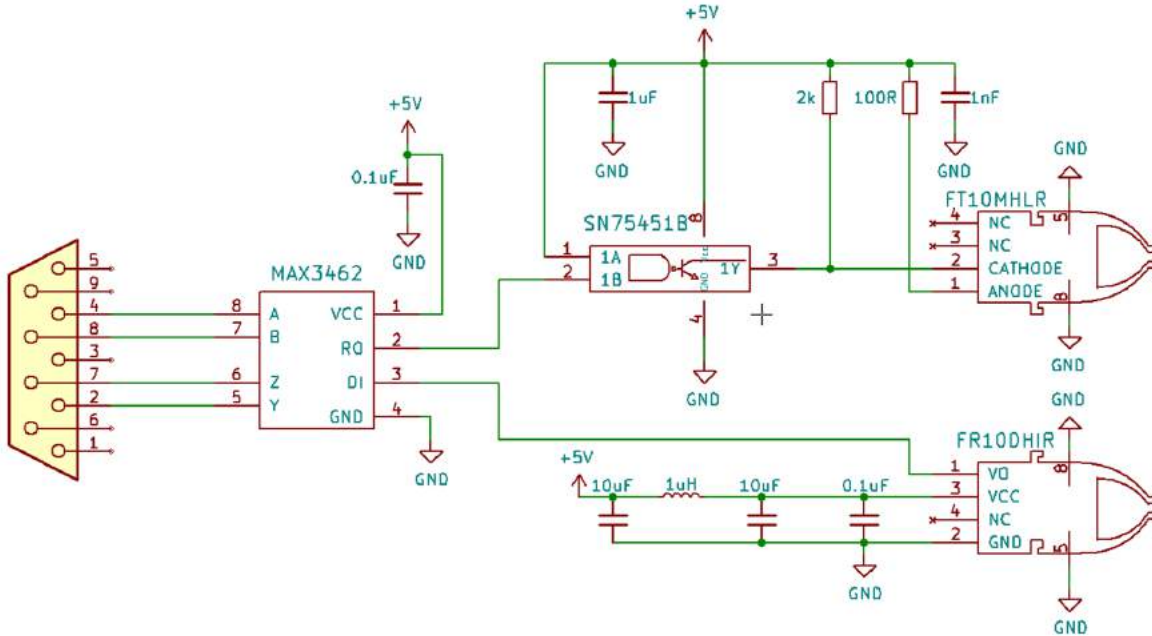 +5V
1uF
2k
100R
1nF
GND
GND
GND
+5V
0.1uF
GND
FT10MHLR
5
4 NC
3 NC
2 CATHODE
1 ANODE
8
GND
SN75451B
8
Vcc
1 1A
2 1B
1Y 3
GND
4
GND
MAX3462
8 A
7 B
6 Z
5 Y
VCC 1
RO 2
DI 3
GND 4
GND
5
9
4
8
3
7
2
6
1
GND
FR10DHIR
8
1 VO
3 VCC
4 NC
2 GND
5
GND
+5V
10uF
1uH
10uF
0.1uF
GND